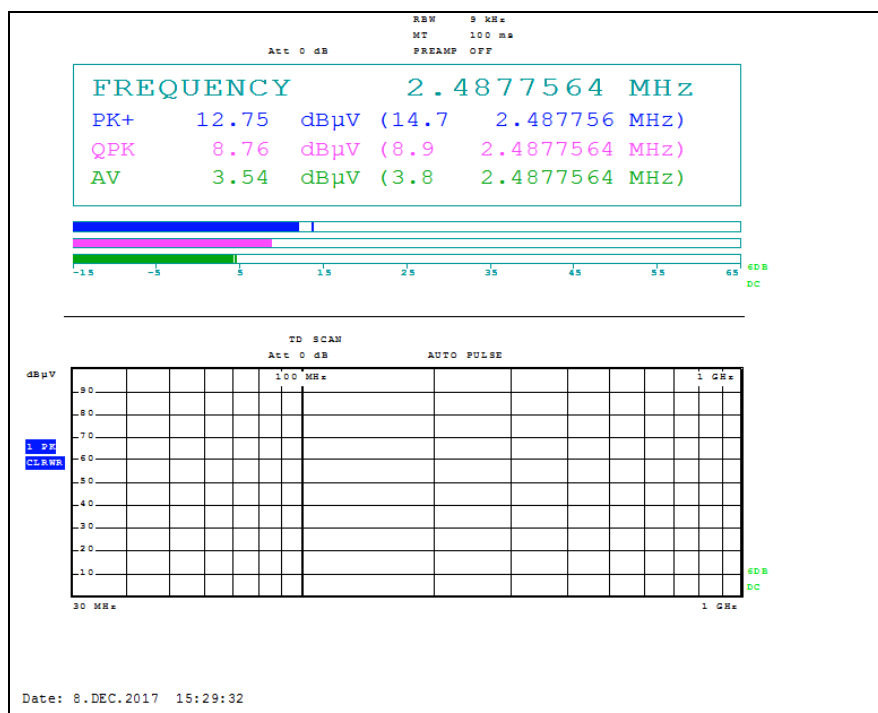 RBW 9 kHz
MT 100 ms
Att 0 dB PREAMP OFF
FREQUENCY 2.4877564 MHz
PK+ 12.75 dBµV (14.7 2.487756 MHz)
QPK 8.76 dBµV (8.9 2.4877564 MHz)
AV 3.54 dBµV (3.8 2.4877564 MHz)
-15 -5 5 15 25 35 45 55 65
6DB
DC
TD SCAN
Att 0 dB AUTO PULSE
dBµV
100 MHz 1 GHz
90
80
70
1 PK
CLRWR
60
50
40
30
20
10
6DB
DC
30 MHz 1 GHz
Date: 8.DEC.2017 15:29:32